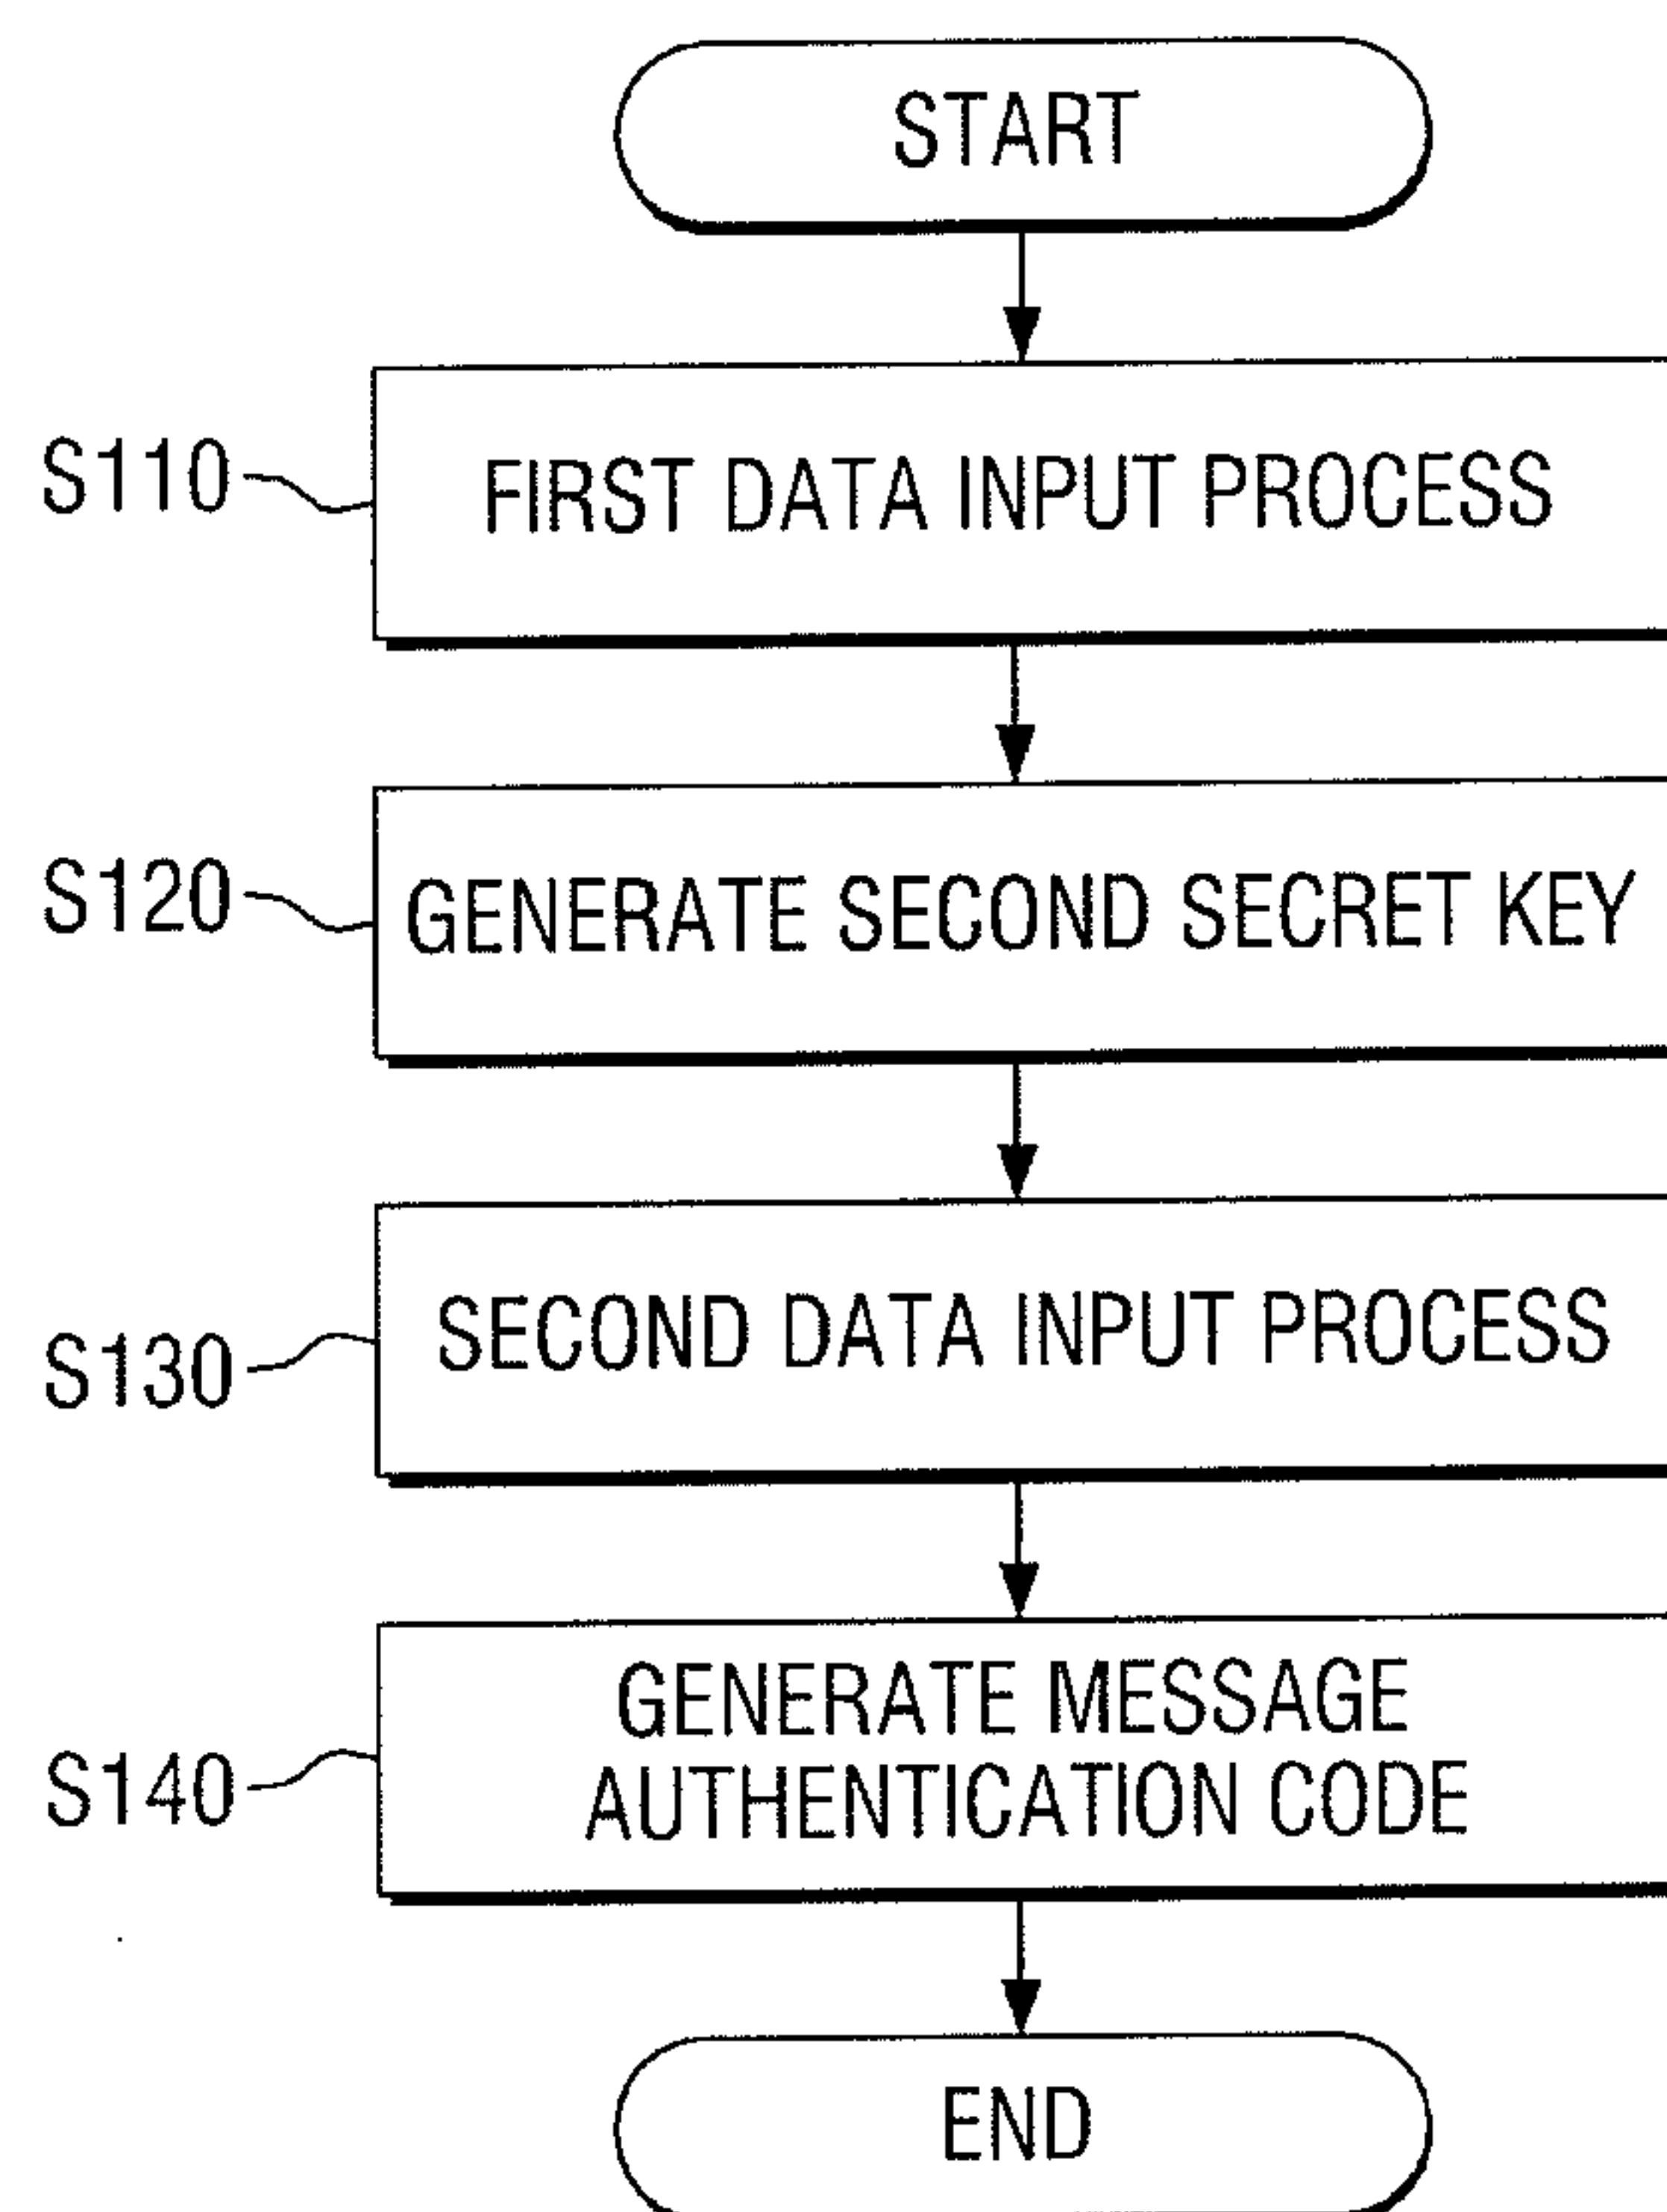 START
S110
FIRST DATA INPUT PROCESS
S120
GENERATE SECOND SECRET KEY
S130
SECOND DATA INPUT PROCESS
S140
GENERATE MESSAGE
AUTHENTICATION CODE
END